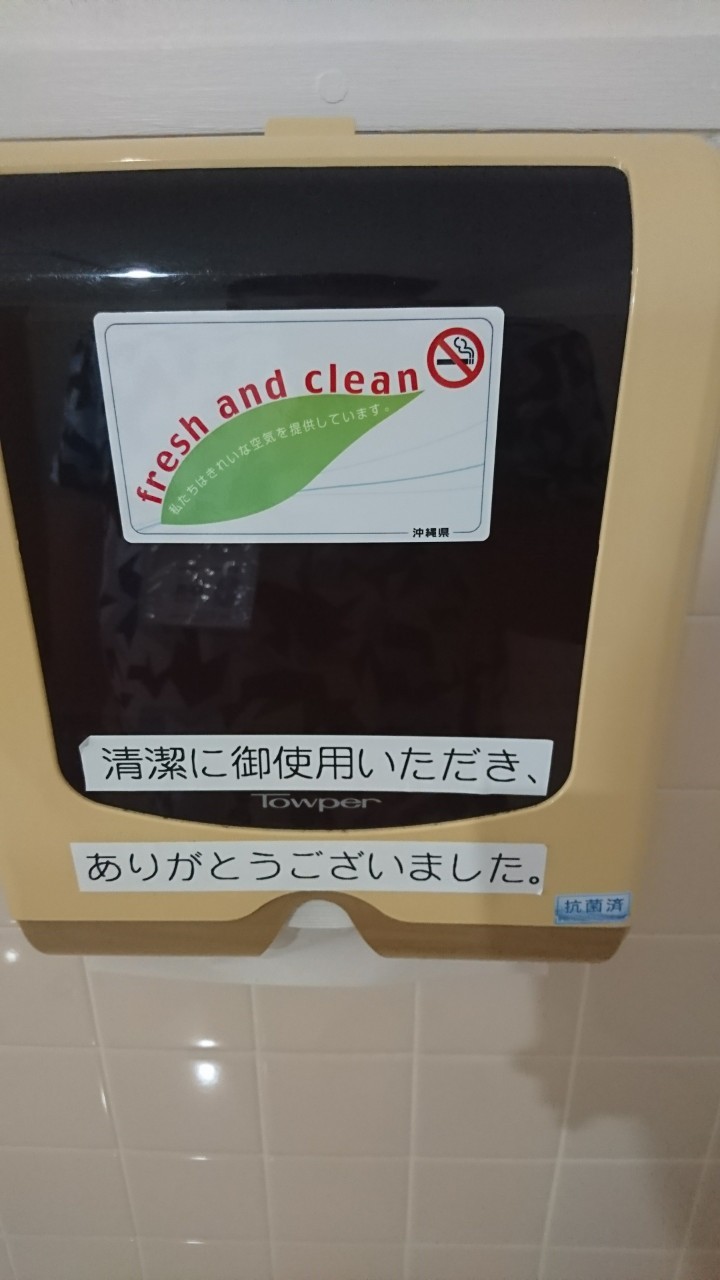 fresh and clean
私たちはきれいな空気を提供しています。
沖縄県
清潔に御使用いただき、
Towper
ありがとうございました。
抗菌済